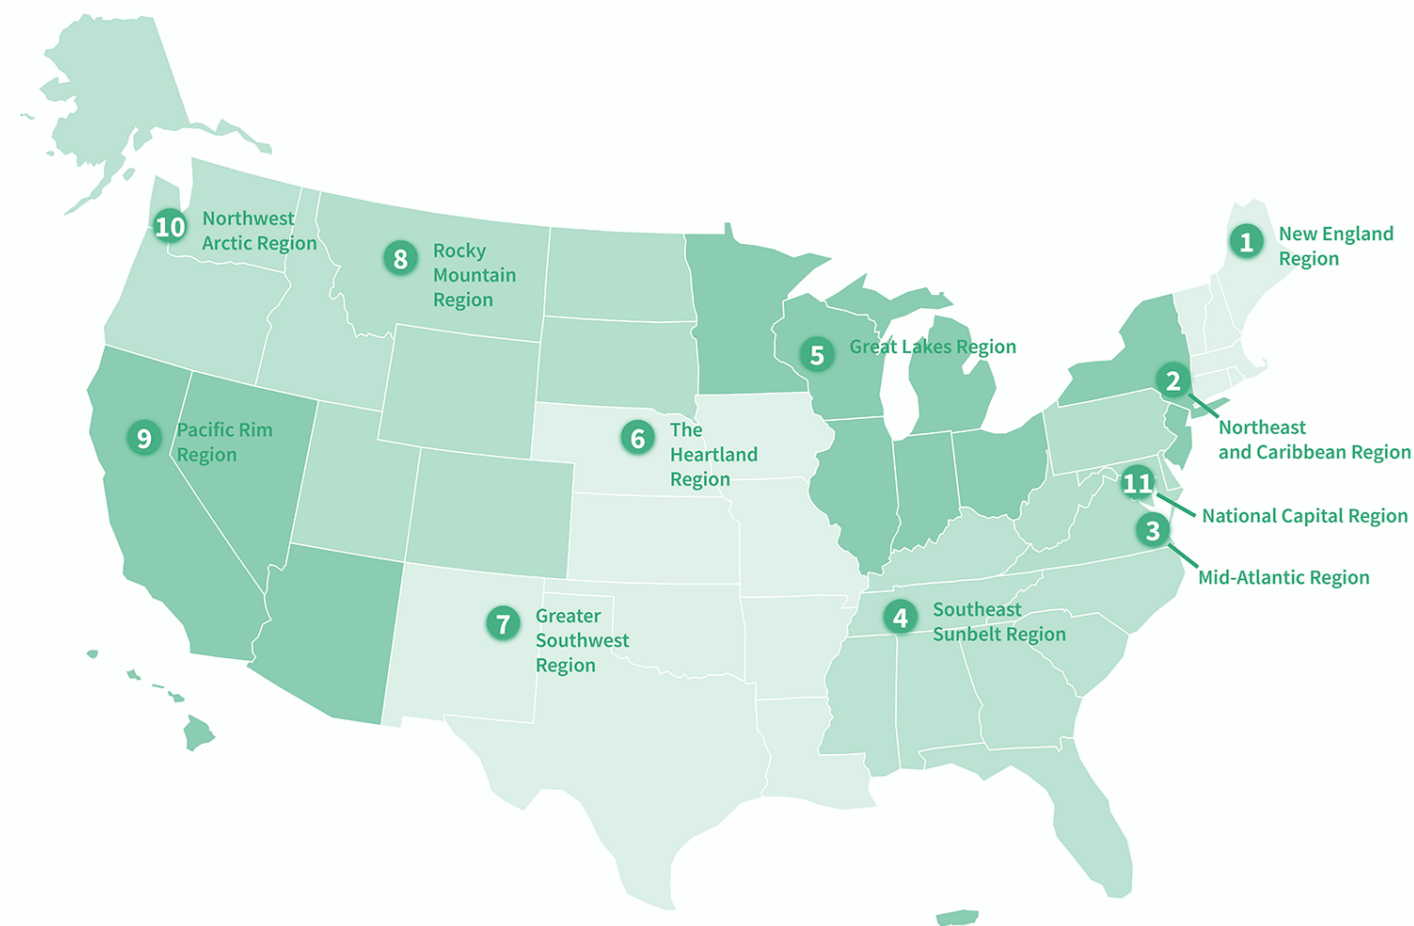 1
New England
Region
2
Northeast
and Caribbean Region
3
Mid-Atlantic Region
4
Southeast
Sunbelt Region
5
Great Lakes Region
6
The
Heartland
Region
7
Greater
Southwest
Region
8
Rocky
Mountain
Region
9
Pacific Rim
Region
10
Northwest
Arctic Region
11
National Capital Region